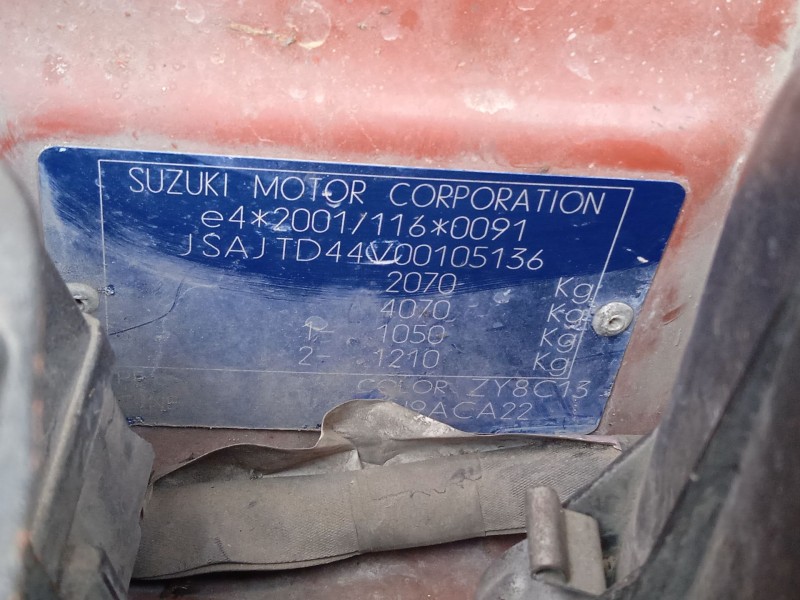 SUZUKI MOTOR CORPORATION
e4*2001/116*0091
JSAJTD44V00105136
2070 Kg
4070 Kg
1- 1050 Kg
2- 1210 Kg
COLOR ZY8C13